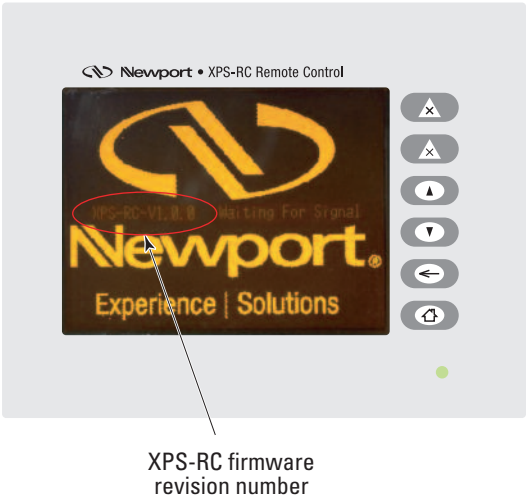 Newport • XPS-RC Remote Control
XPS-RC-V1.0.0 Waiting For Signal
Newport®
Experience | Solutions
XPS-RC firmware
revision number